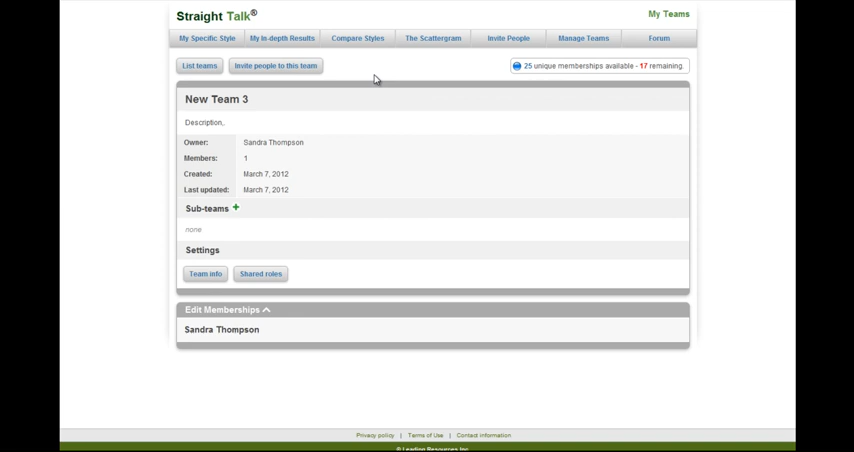 Straight Talk®
My Teams
My Specific Style
My In-depth Results
Compare Styles
The Scattergram
Invite People
Manage Teams
Forum
List teams
Invite people to this team
25 unique memberships available - 17 remaining.
New Team 3
Description,.
Owner: Sandra Thompson
Members: 1
Created: March 7, 2012
Last updated: March 7, 2012
Sub-teams
none
Settings
Team info
Shared roles
Edit Memberships
Sandra Thompson
Privacy policy | Terms of Use | Contact information
© Leading Resources Inc.